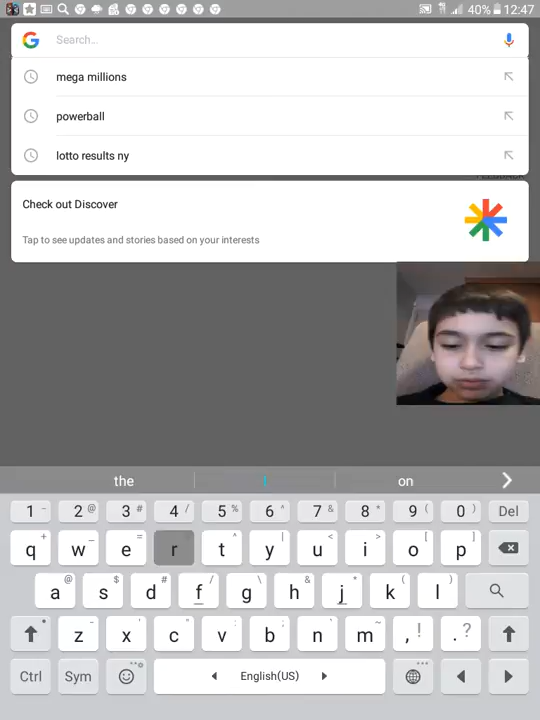 40% 12:47
Search...
mega millions
powerball
lotto results ny
Check out Discover
Tap to see updates and stories based on your interests
the I on
1 - 2 @ 3 # 4 / 5 % 6 ^ 7 & 8 * 9 ( 0 ) Del
q + w _ e = r t ^ y | u < i > o [ p ]
a @ s $ d # f / g \ h & j * k ( l )
z - x ' c " v : b ; n ~ m , ! . ?
Ctrl Sym English(US)